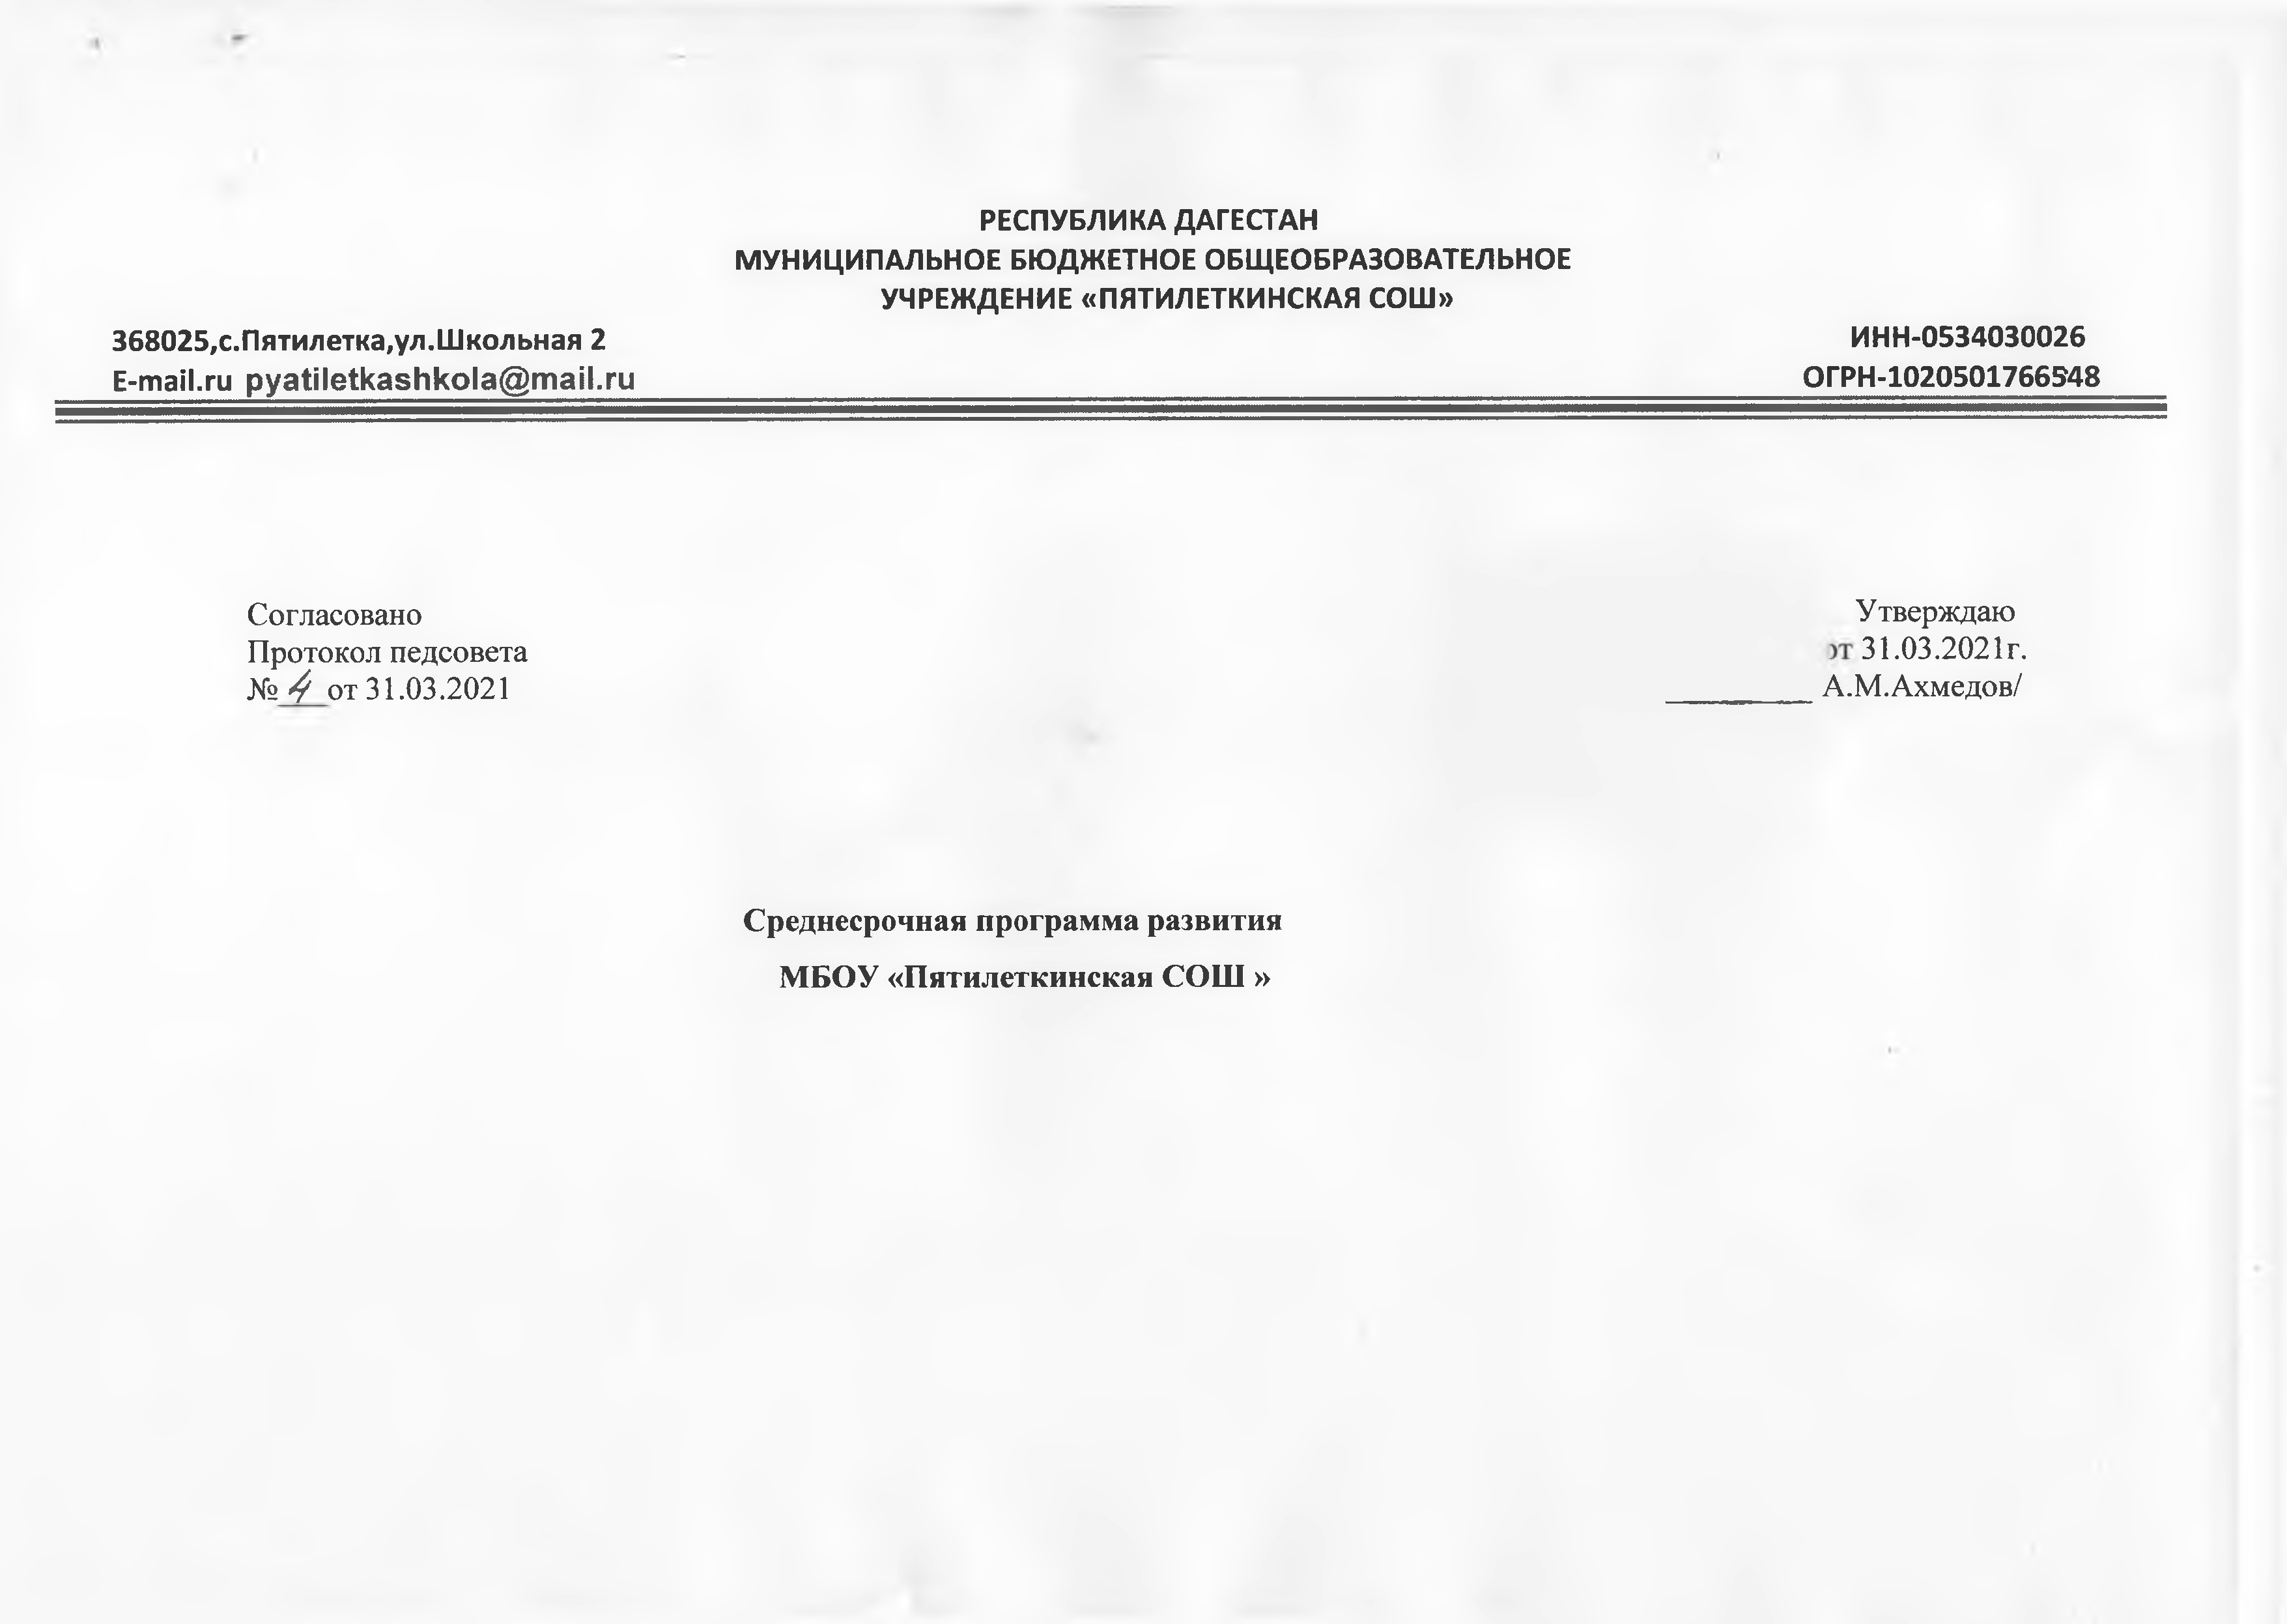 РЕСПУБЛИКА ДАГЕСТАН
МУНИЦИПАЛЬНОЕ БЮДЖЕТНОЕ ОБЩЕОБРАЗОВАТЕЛЬНОЕ
УЧРЕЖДЕНИЕ «ПЯТИЛЕТКИНСКАЯ СОШ»
368025,с.Пятилетка,ул.Школьная 2 ИНН-0534030026
E-mail.ru pyatiletkashkola@mail.ru ОГРН-1020501766548
Согласовано
Протокол педсовета
№ 4 от 31.03.2021
Утверждаю
от 31.03.2021г.
А.М.Ахмедов/
Среднесрочная программа развития
МБОУ «Пятилеткинская СОШ »